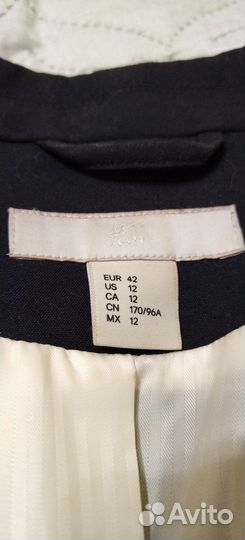 H&M
EUR 42
US 12
CA 12
CN 170/96A
MX 12
Avito